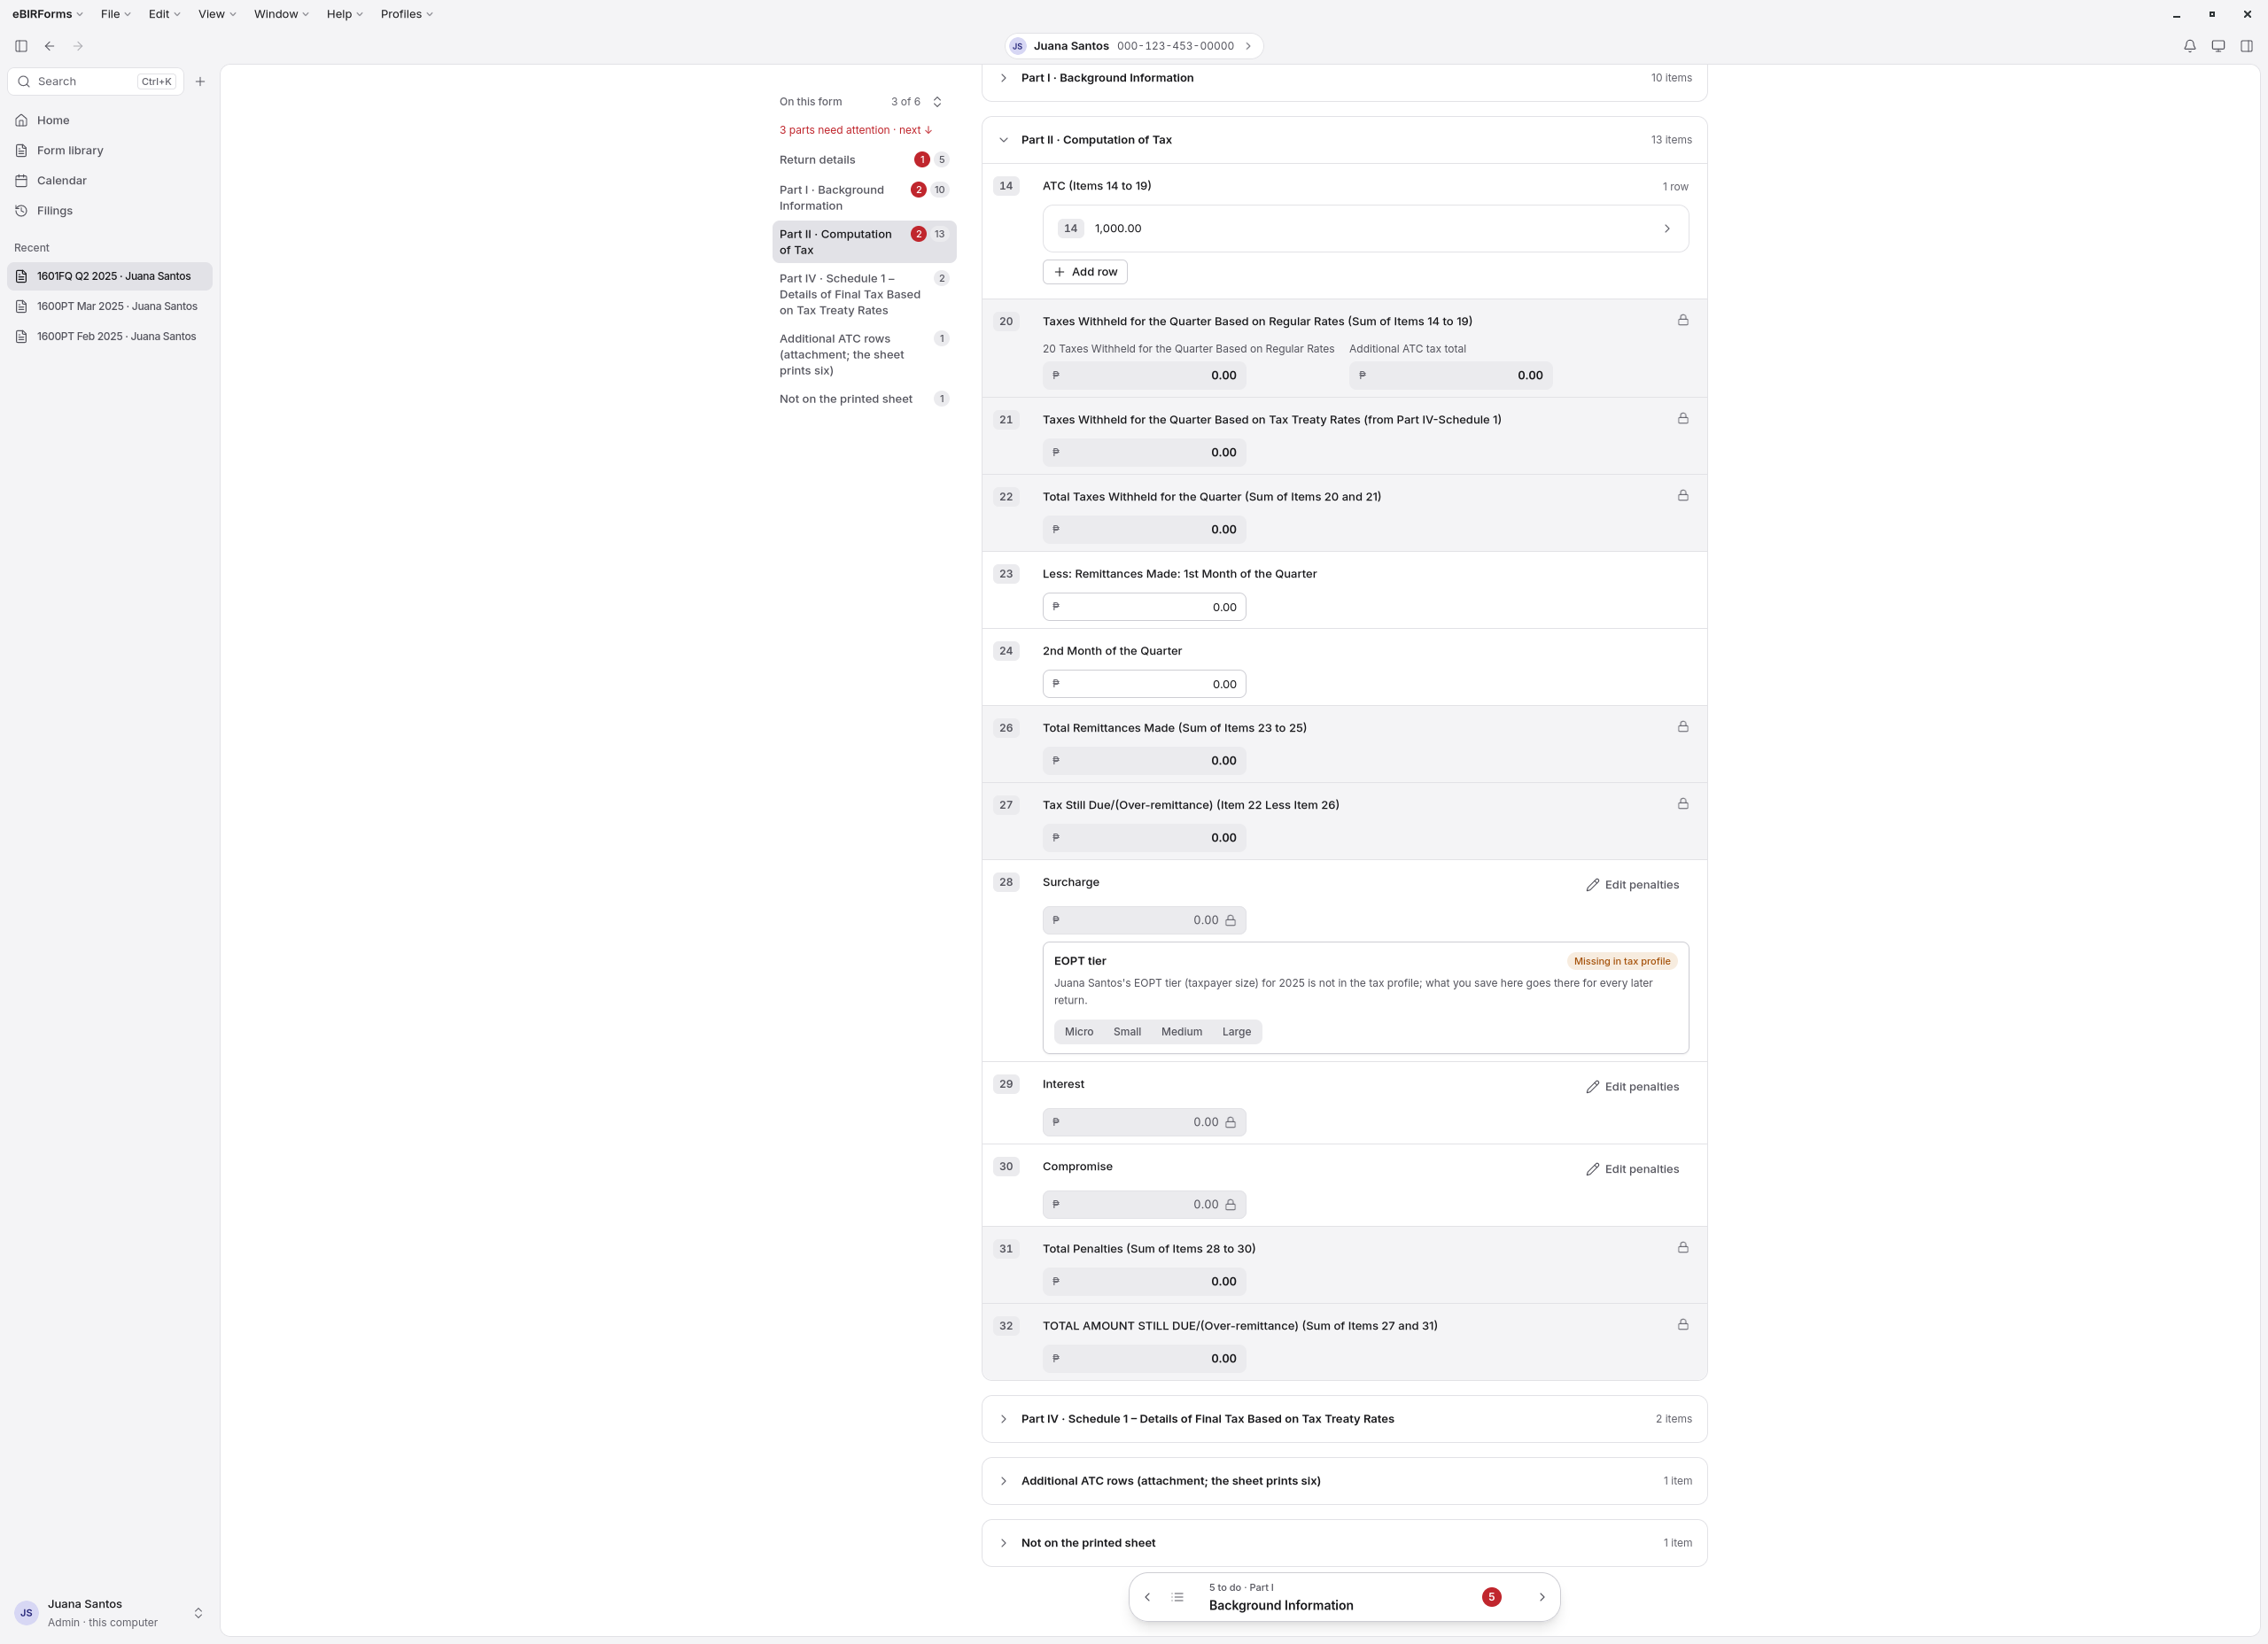 eBIRForms File Edit View Window Help Profiles
JS Juana Santos 000-123-453-00000
Search Ctrl+K
Home
Form library
Calendar
Filings
Recent
1601FQ Q2 2025 · Juana Santos
1600PT Mar 2025 · Juana Santos
1600PT Feb 2025 · Juana Santos
JS Juana Santos
Admin · this computer
On this form 3 of 6
3 parts need attention · next ↓
Return details 1 5
Part I · Background 2 10
Information
Part II · Computation 2 13
of Tax
Part IV · Schedule 1 – 2
Details of Final Tax Based
on Tax Treaty Rates
Additional ATC rows 1
(attachment; the sheet
prints six)
Not on the printed sheet 1
Part I · Background Information 10 items
Part II · Computation of Tax 13 items
14 ATC (Items 14 to 19) 1 row
14 1,000.00
+ Add row
20 Taxes Withheld for the Quarter Based on Regular Rates (Sum of Items 14 to 19)
20 Taxes Withheld for the Quarter Based on Regular Rates Additional ATC tax total
₱ 0.00 ₱ 0.00
21 Taxes Withheld for the Quarter Based on Tax Treaty Rates (from Part IV-Schedule 1)
₱ 0.00
22 Total Taxes Withheld for the Quarter (Sum of Items 20 and 21)
₱ 0.00
23 Less: Remittances Made: 1st Month of the Quarter
₱ 0.00
24 2nd Month of the Quarter
₱ 0.00
26 Total Remittances Made (Sum of Items 23 to 25)
₱ 0.00
27 Tax Still Due/(Over-remittance) (Item 22 Less Item 26)
₱ 0.00
28 Surcharge Edit penalties
₱ 0.00
EOPT tier Missing in tax profile
Juana Santos's EOPT tier (taxpayer size) for 2025 is not in the tax profile; what you save here goes there for every later
return.
Micro Small Medium Large
29 Interest Edit penalties
₱ 0.00
30 Compromise Edit penalties
₱ 0.00
31 Total Penalties (Sum of Items 28 to 30)
₱ 0.00
32 TOTAL AMOUNT STILL DUE/(Over-remittance) (Sum of Items 27 and 31)
₱ 0.00
Part IV · Schedule 1 – Details of Final Tax Based on Tax Treaty Rates 2 items
Additional ATC rows (attachment; the sheet prints six) 1 item
Not on the printed sheet 1 item
5 to do · Part I
Background Information 5